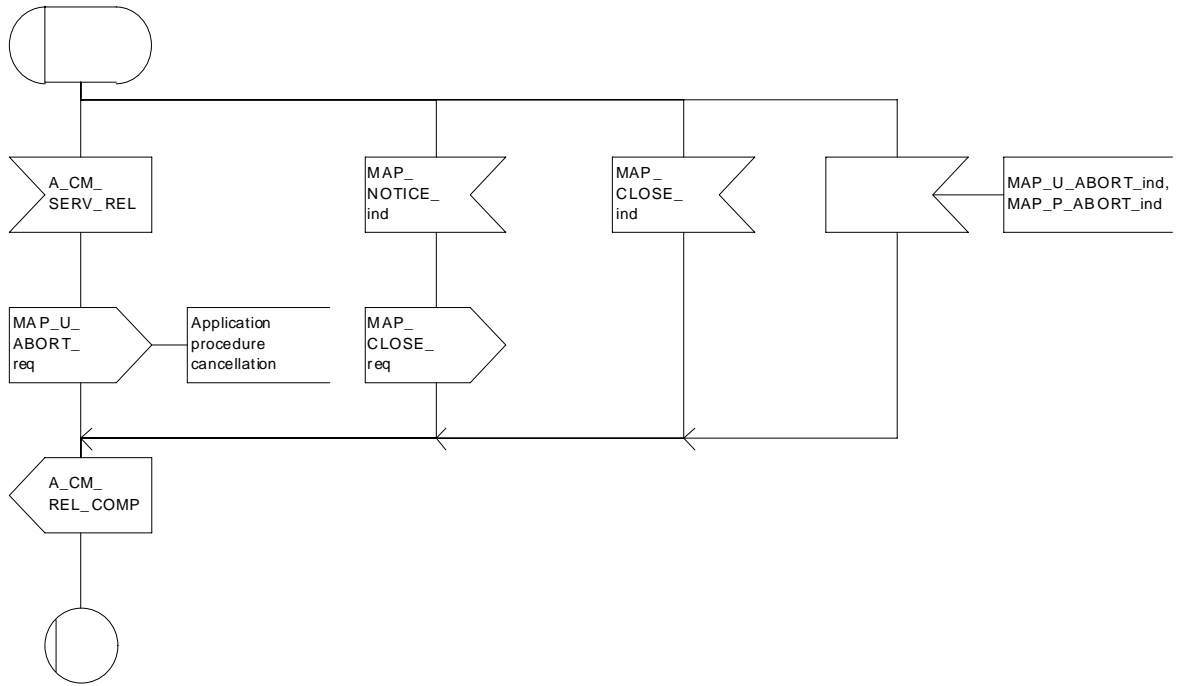 A_CM_
SERV_REL
MAP_
NOTICE_
ind
MAP_
CLOSE_
ind
MAP_U_ABORT_ind,
MAP_P_ABORT_ind
MAP_U_
ABORT_
req
Application
procedure
cancellation
MAP_
CLOSE_
req
A_CM_
REL_COMP